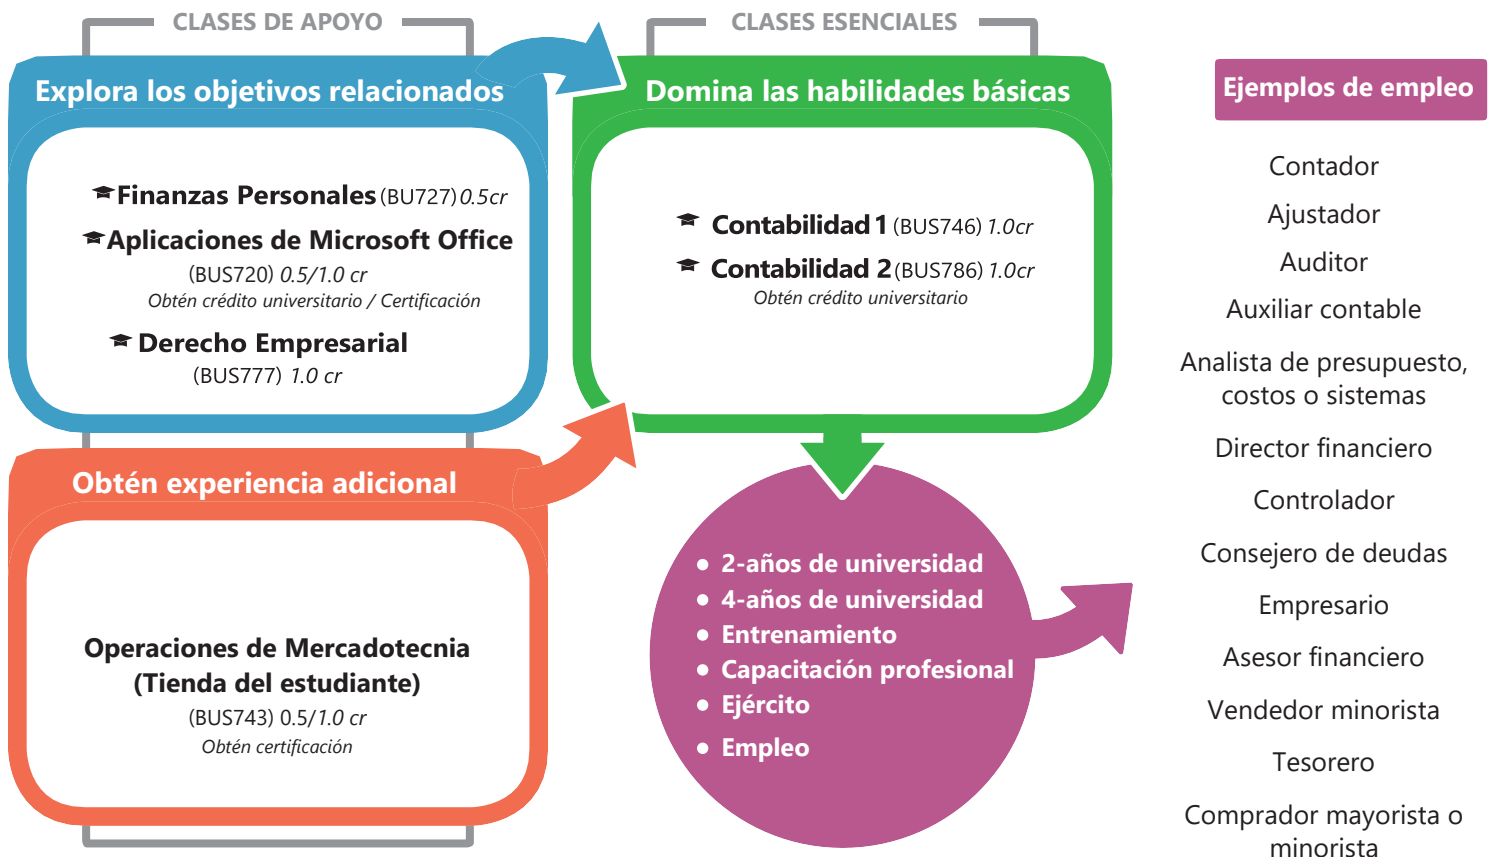 CLASES DE APOYO
Explora los objetivos relacionados
Finanzas Personales (BU727) 0.5cr
Aplicaciones de Microsoft Office
(BUS720) 0.5/1.0 cr
Obtén crédito universitario / Certificación
Derecho Empresarial
(BUS777) 1.0 cr
Obtén experiencia adicional
Operaciones de Mercadotecnia
(Tienda del estudiante)
(BUS743) 0.5/1.0 cr
Obtén certificación
CLASES ESENCIALES
Domina las habilidades básicas
Contabilidad 1 (BUS746) 1.0cr
Contabilidad 2 (BUS786) 1.0cr
Obtén crédito universitario
• 2-años de universidad
• 4-años de universidad
• Entrenamiento
• Capacitación profesional
• Ejército
• Empleo
Ejemplos de empleo
Contador
Ajustador
Auditor
Auxiliar contable
Analista de presupuesto,
costos o sistemas
Director financiero
Controlador
Consejero de deudas
Empresario
Asesor financiero
Vendedor minorista
Tesorero
Comprador mayorista o
minorista